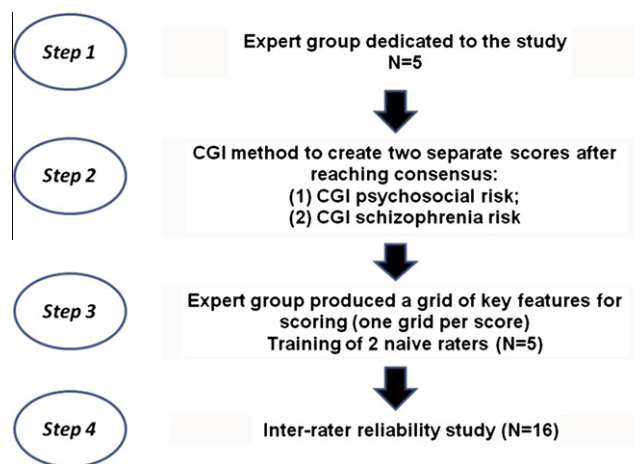 Step 1
Expert group dedicated to the study
N=5
Step 2
CGI method to create two separate scores after
reaching consensus:
(1) CGI psychosocial risk;
(2) CGI schizophrenia risk
Step 3
Expert group produced a grid of key features for
scoring (one grid per score)
Training of 2 naive raters (N=5)
Step 4
Inter-rater reliability study (N=16)